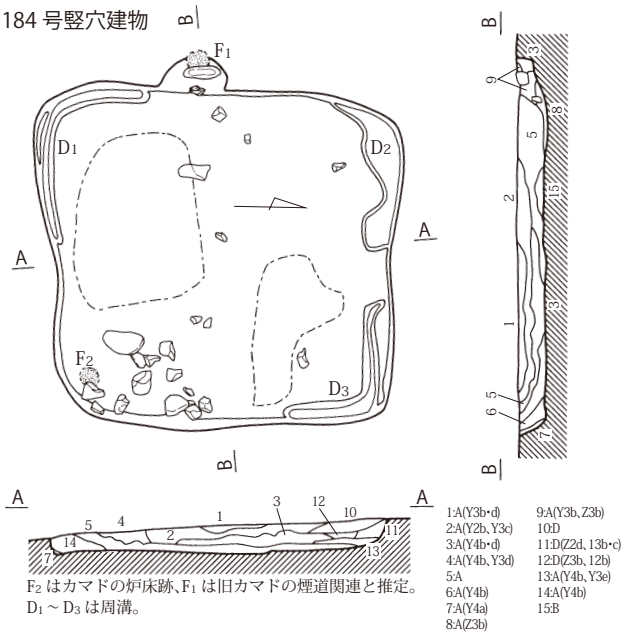 184 号竪穴建物
B
F1
D1
D2
A
A
F2
D3
B
B
3
9
8
5
15
2
3
1
5
6
7
B
A
A
5
4
1
3
12
10
14
2
11
7
13
F2 はカマドの炉床跡、F1 は旧カマドの煙道関連と推定。
D1 ~ D3 は周溝。
1:A(Y3b・d)
2:A(Y2b、Y3c)
3:A(Y4b・d)
4:A(Y4b、Y3d)
5:A
6:A(Y4b)
7:A(Y4a)
8:A(Z3b)
9:A(Y3b、Z3b)
10:D
11:D(Z2d、13b・c)
12:D(Z3b、12b)
13:A(Y4b、Y3e)
14:A(Y4b)
15:B